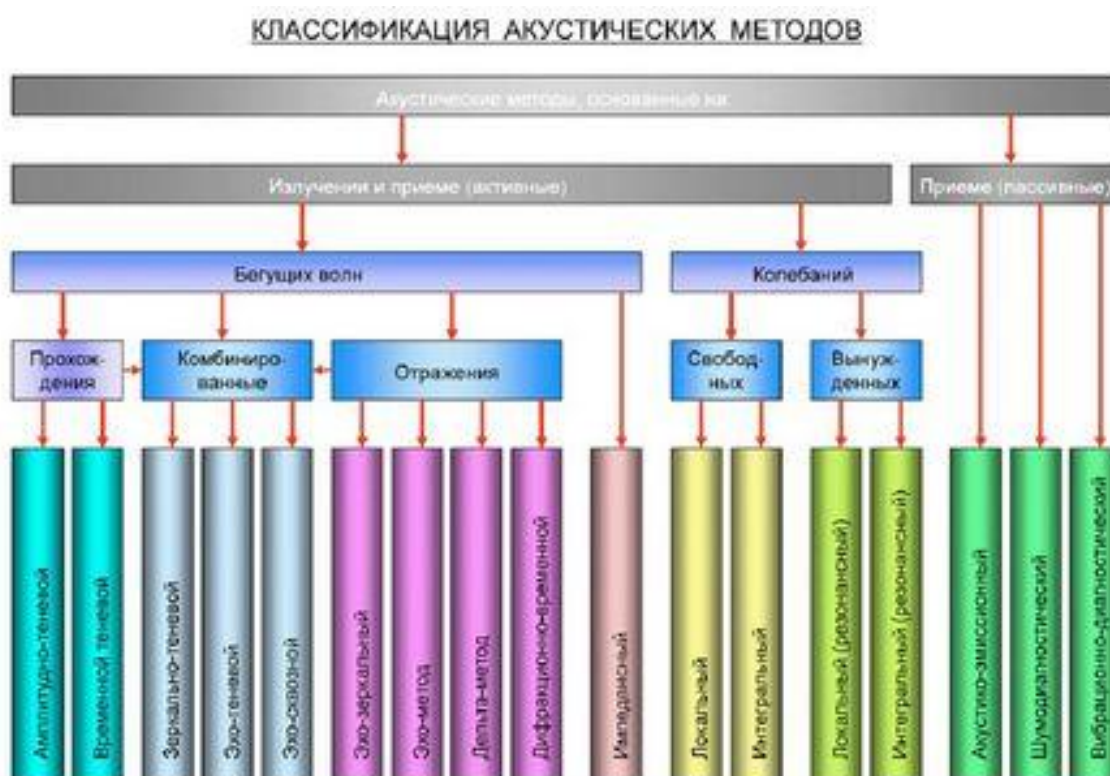 КЛАССИФИКАЦИЯ АКУСТИЧЕСКИХ МЕТОДОВ
Акустические методы, основанные на:
Излучении и приеме (активные)
Приеме (пассивные)
Бегущих волн
Колебаний
Прохож-
дения
Комбиниро-
ванные
Отражения
Свобод-
ных
Вынуж-
денных
Амплитудно-теневой
Временной теневой
Зеркально-теневой
Эхо-теневой
Эхо-сквозной
Эхо-зеркальный
Эхо-метод
Дельта-метод
Дифракционно-временной
Импедансный
Локальный
Интегральный
Локальный (резонансный)
Интегральный (резонансный)
Акустико-эмиссионный
Шумодиагностический
Вибрационно-диагностический